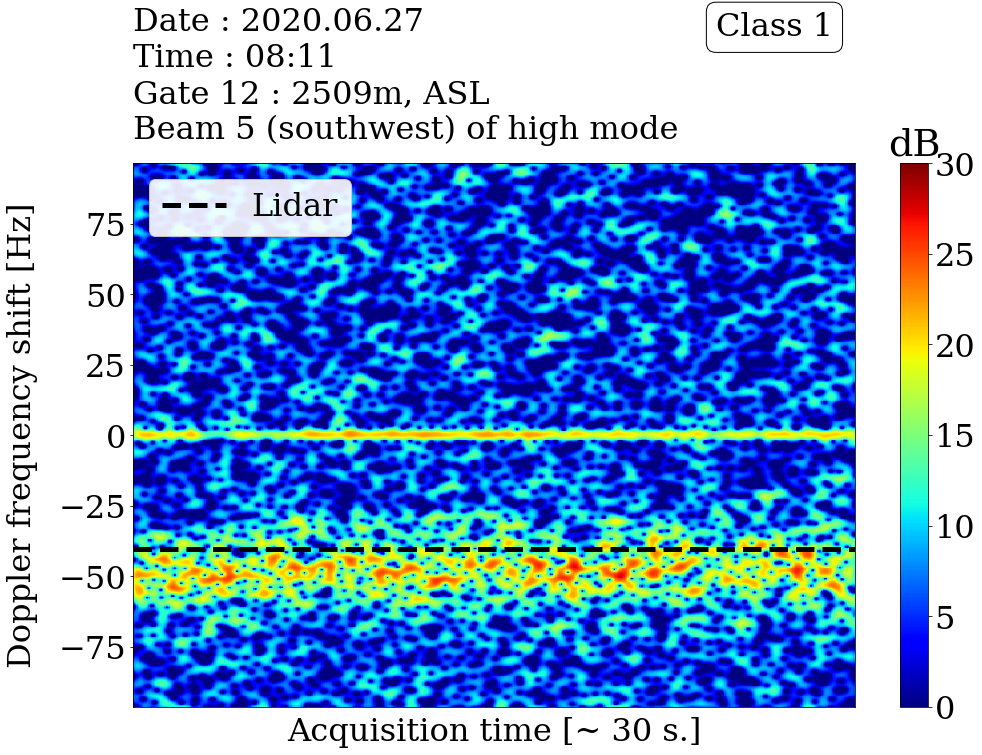 Date : 2020.06.27
Time : 08:11
Gate 12 : 2509m, ASL
Beam 5 (southwest) of high mode
Class 1
dB
Lidar
Doppler frequency shift [Hz]
75
50
25
0
−25
−50
−75
Acquisition time [~ 30 s.]
30
25
20
15
10
5
0